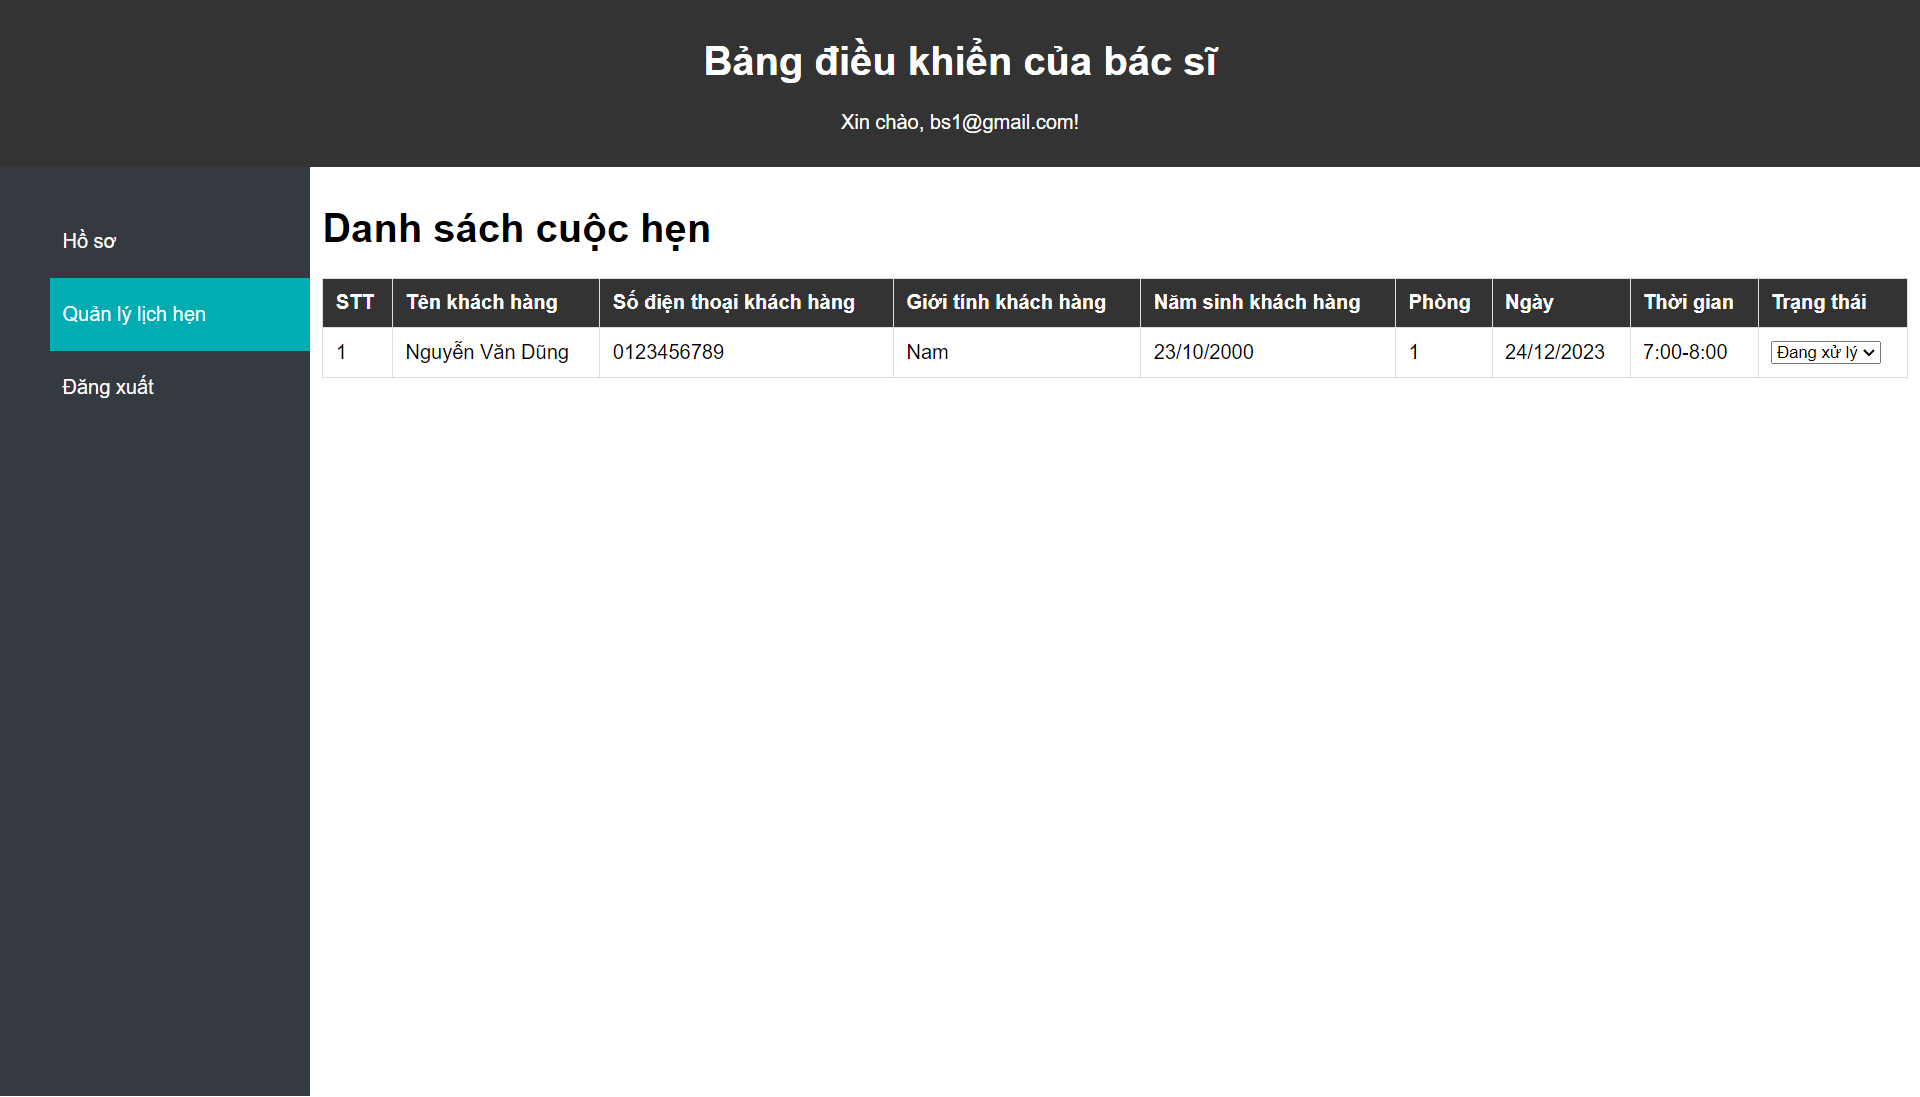 Bảng điều khiển của bác sĩ
Xin chào, bs1@gmail.com!
Hồ sơ
Quản lý lịch hẹn
Đăng xuất
Danh sách cuộc hẹn
STT Tên khách hàng Số điện thoại khách hàng Giới tính khách hàng Năm sinh khách hàng Phòng Ngày Thời gian Trạng thái
1 Nguyễn Văn Dũng 0123456789 Nam 23/10/2000 1 24/12/2023 7:00-8:00 Đang xử lý